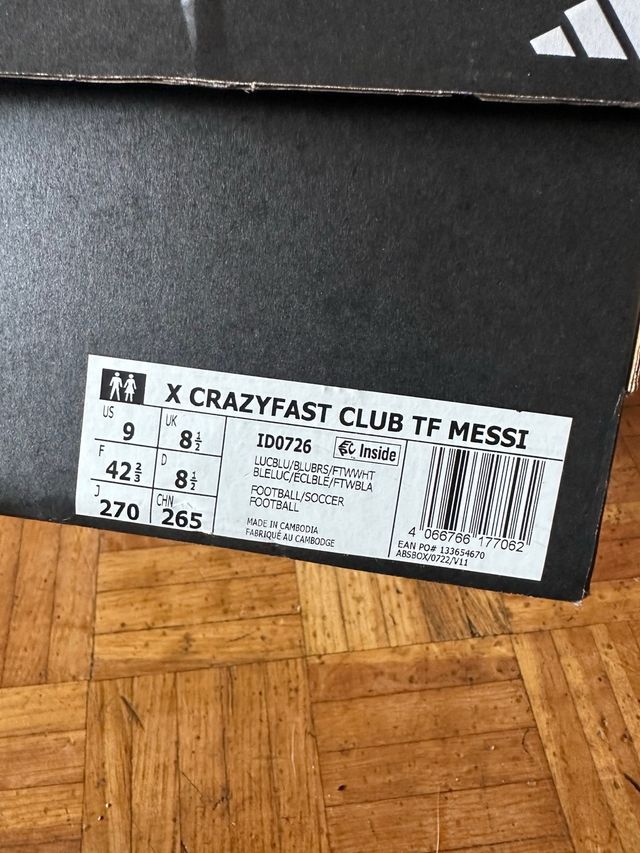 X CRAZYFAST CLUB TF MESSI
US 9
UK 8½
F 42⅔
D 8½
J 270
CHN 265
ID0726
Inside
LUCBLU/BLUBRS/FTWWHT
BLELUC/ÉCLBLE/FTWBLA
FOOTBALL/SOCCER
FOOTBALL
MADE IN CAMBODIA
FABRIQUÉ AU CAMBODGE
4 066766 177062
EAN PO# 133654670
ABSBOX/0722/V11